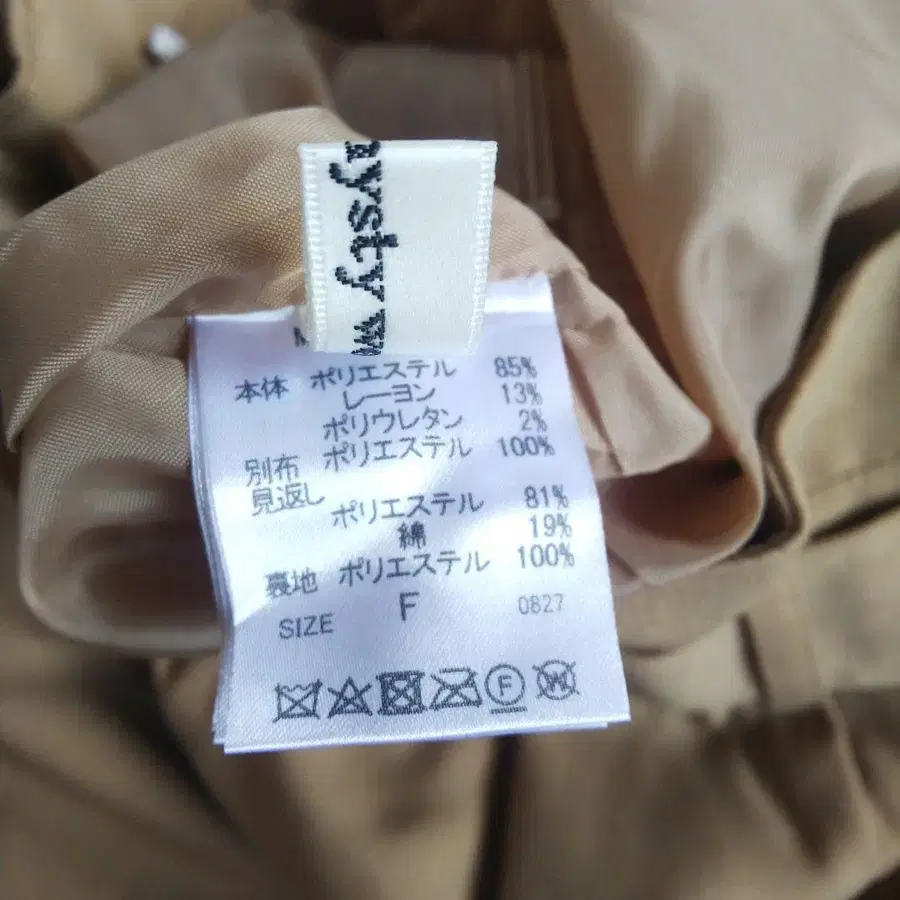 mysty w
本体 ポリエステル 85%
レーヨン 13%
ポリウレタン 2%
別布 ポリエステル 100%
見返し
ポリエステル 81%
綿 19%
裏地 ポリエステル 100%
SIZE F 0827
F
W